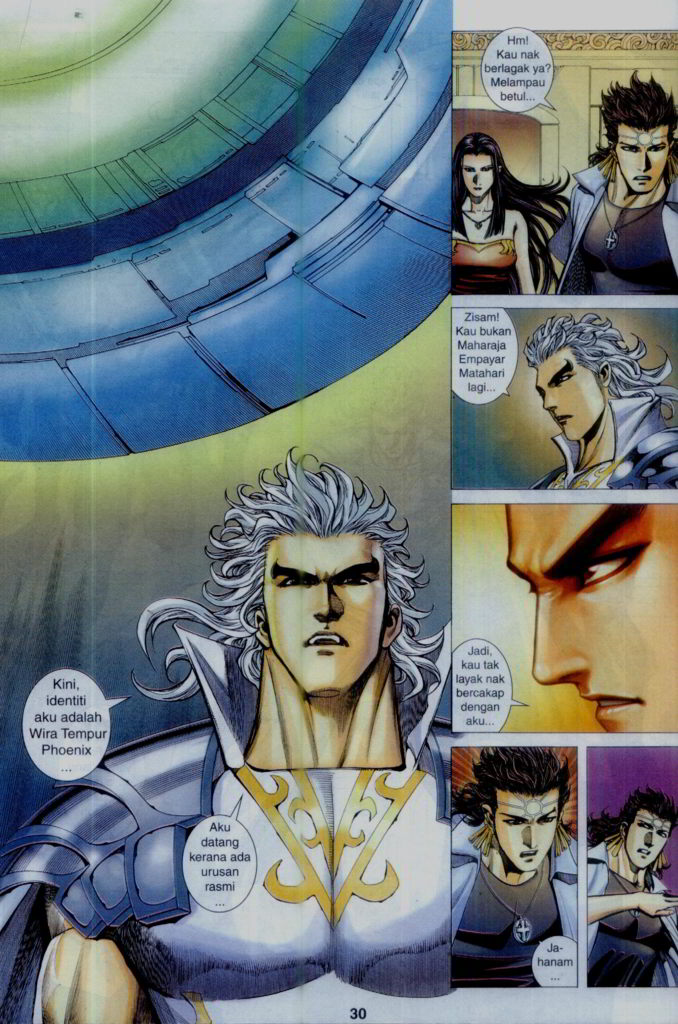 Hm!
Kau nak
berlagak ya?
Melampau
betul...
Zisam!
Kau bukan
Maharaja
Empayar
Matahari
lagi...
Jadi,
kau tak
layak nak
bercakap
dengan
aku...
Kini,
identiti
aku adalah
Wira Tempur
Phoenix
...
Aku
datang
kerana ada
urusan
rasmi
...
Ja-
hanam
...
30